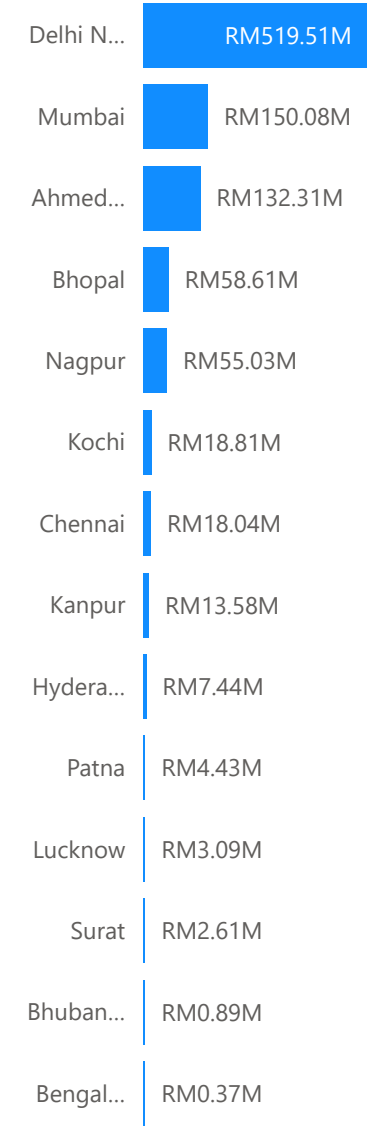 Delhi N... RM519.51M
Mumbai RM150.08M
Ahmed... RM132.31M
Bhopal RM58.61M
Nagpur RM55.03M
Kochi RM18.81M
Chennai RM18.04M
Kanpur RM13.58M
Hydera... RM7.44M
Patna RM4.43M
Lucknow RM3.09M
Surat RM2.61M
Bhuban... RM0.89M
Bengal... RM0.37M